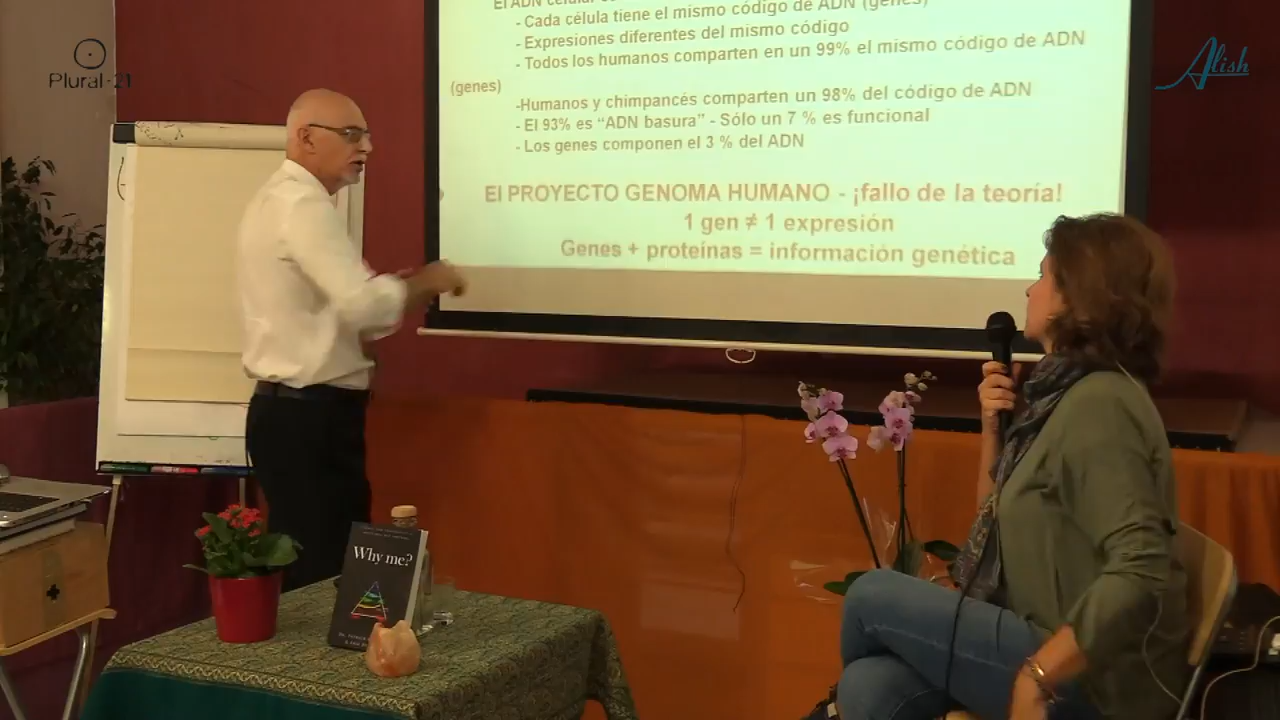 El ADN celular
- Cada célula tiene el mismo código de ADN (genes)
- Expresiones diferentes del mismo código
- Todos los humanos comparten en un 99% el mismo código de ADN
(genes)
-Humanos y chimpancés comparten un 98% del código de ADN
- El 93% es “ADN basura” - Sólo un 7 % es funcional
- Los genes componen el 3 % del ADN
El PROYECTO GENOMA HUMANO - ¡fallo de la teoría!
1 gen ≠ 1 expresión
Genes + proteínas = información genética
Plural-21
Alish
Why me?